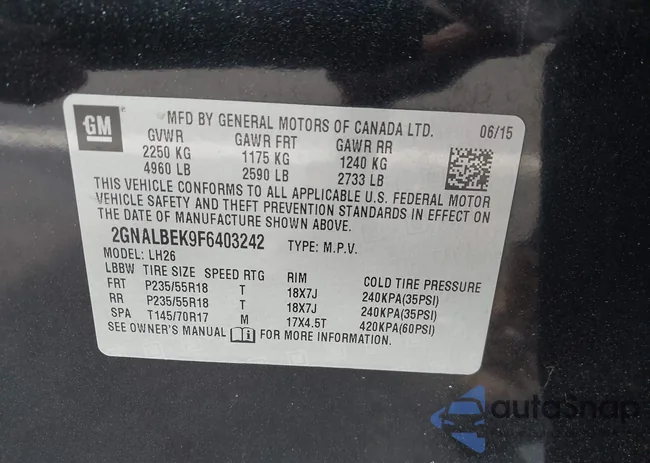 GM
MFD BY GENERAL MOTORS OF CANADA LTD. 06/15
GVWR GAWR FRT GAWR RR
2250 KG 1175 KG 1240 KG
4960 LB 2590 LB 2733 LB
THIS VEHICLE CONFORMS TO ALL APPLICABLE U.S. FEDERAL MOTOR
VEHICLE SAFETY AND THEFT PREVENTION STANDARDS IN EFFECT ON
THE DATE OF MANUFACTURE SHOWN ABOVE.
2GNALBEK9F6403242 TYPE: M.P.V.
MODEL: LH26
LBBW TIRE SIZE SPEED RTG RIM COLD TIRE PRESSURE
FRT P235/55R18 T 18X7J 240KPA(35PSI)
RR P235/55R18 T 18X7J 240KPA(35PSI)
SPA T145/70R17 M 17X4.5T 420KPA(60PSI)
SEE OWNER'S MANUAL FOR MORE INFORMATION.
autoSnap